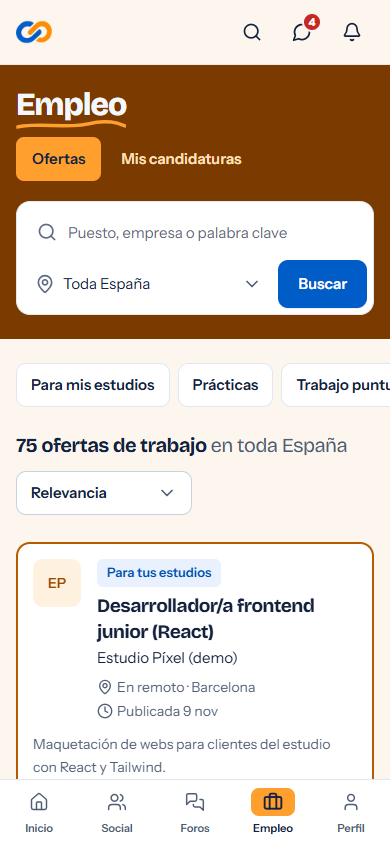 4
Empleo
Ofertas
Mis candidaturas
Puesto, empresa o palabra clave
Toda España
Buscar
Para mis estudios
Prácticas
Trabajo puntu
75 ofertas de trabajo en toda España
Relevancia
EP
Para tus estudios
Desarrollador/a frontend
junior (React)
Estudio Píxel (demo)
En remoto · Barcelona
Publicada 9 nov
Maquetación de webs para clientes del estudio
con React y Tailwind.
Inicio
Social
Foros
Empleo
Perfil